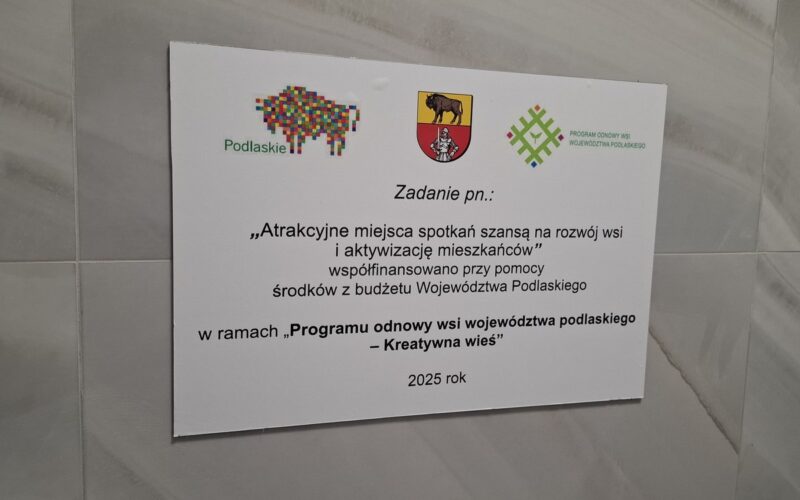 Podlaskie
PROGRAM ODNOWY WSI
WOJEWÓDZTWA PODLASKIEGO
Zadanie pn.:
„Atrakcyjne miejsca spotkań szansą na rozwój wsi
i aktywizację mieszkańców”
współfinansowano przy pomocy
środków z budżetu Województwa Podlaskiego
w ramach „Programu odnowy wsi województwa podlaskiego
– Kreatywna wieś”
2025 rok